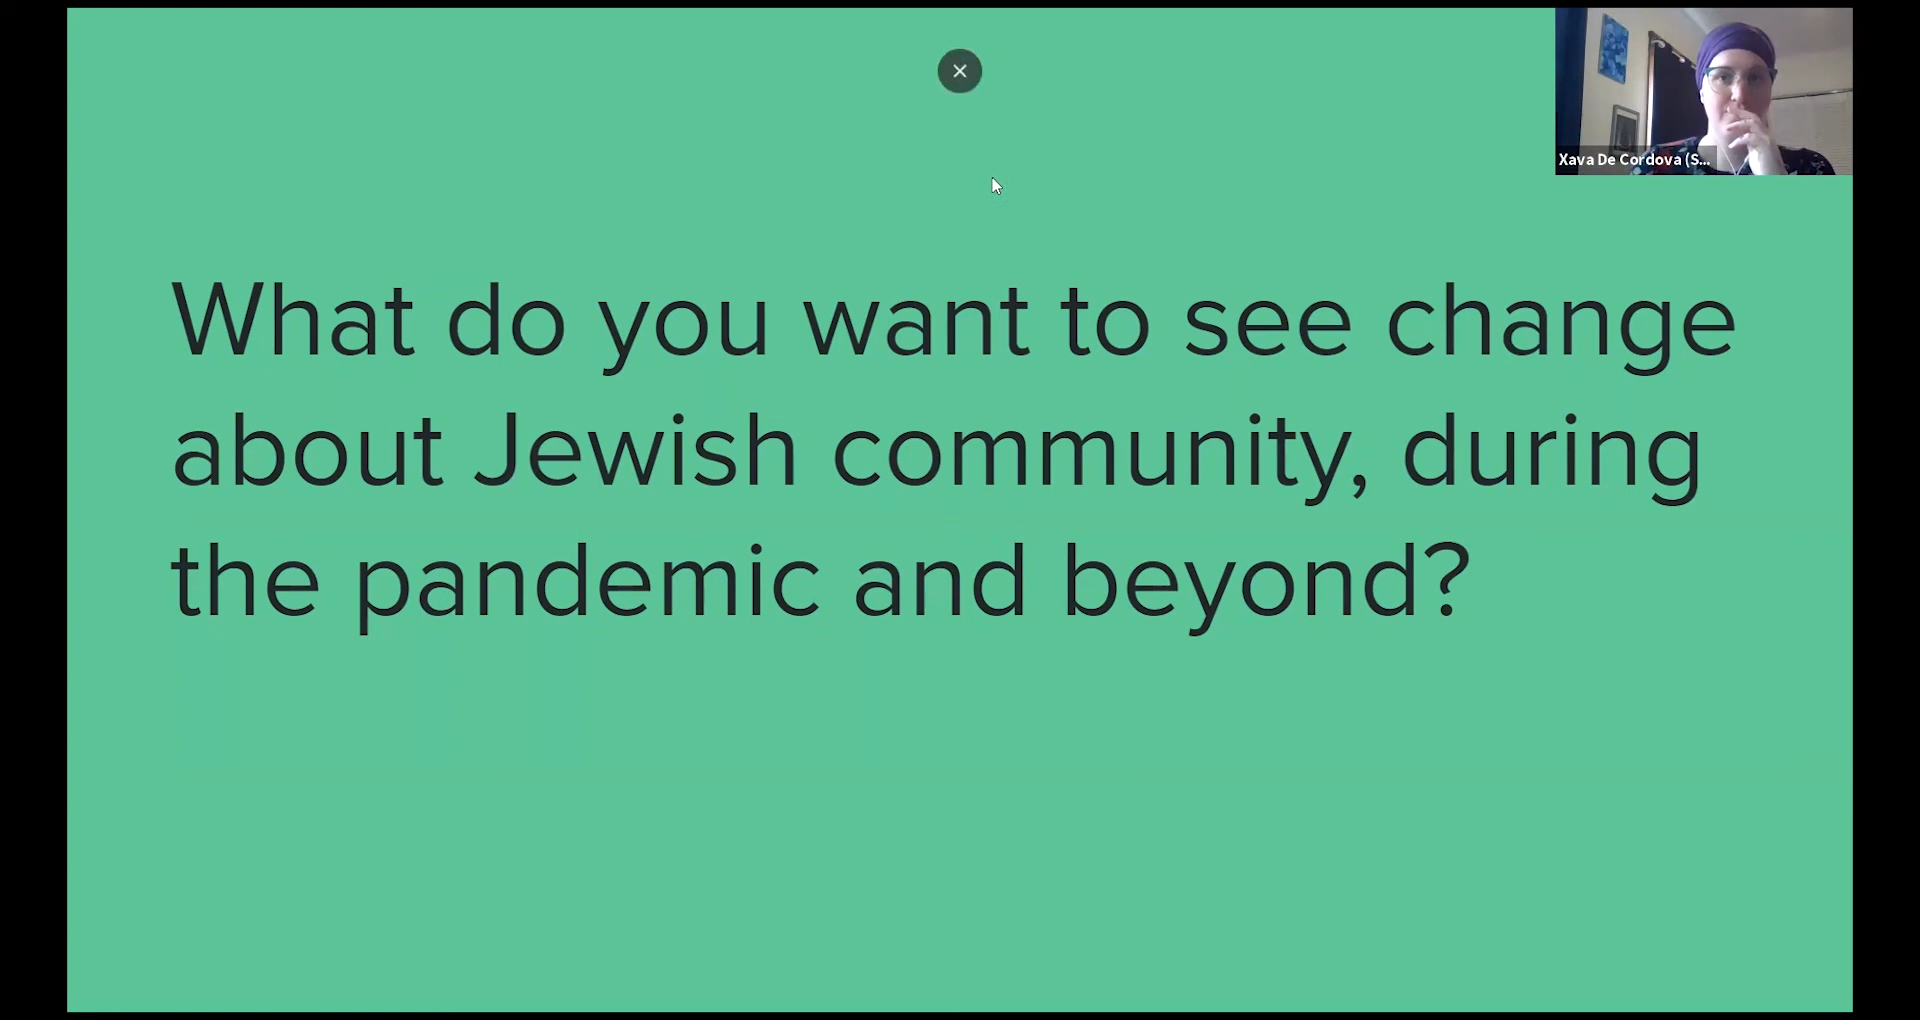 Xava De Cordova (S...
What do you want to see change
about Jewish community, during
the pandemic and beyond?